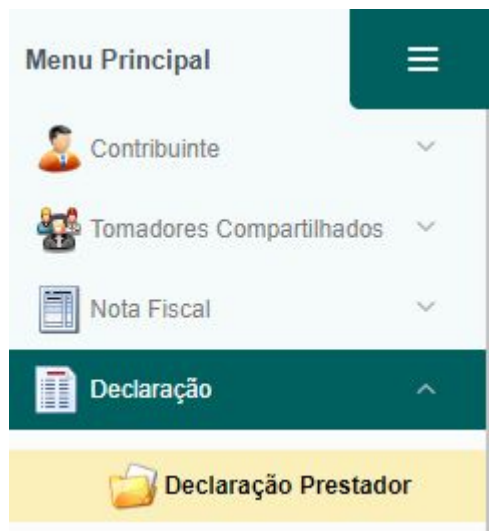 Menu Principal
Contribuinte
Tomadores Compartilhados
Nota Fiscal
Declaração
Declaração Prestador